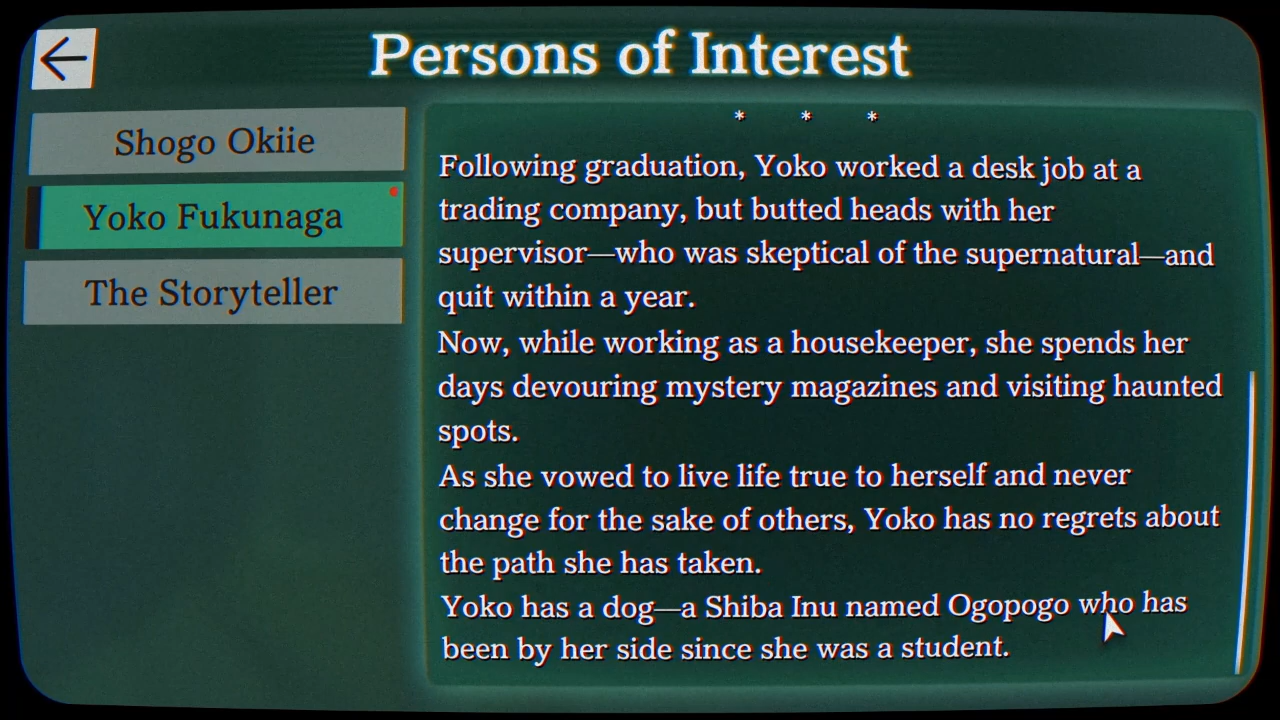 Persons of Interest
Shogo Okiie
Yoko Fukunaga
The Storyteller
* * *
Following graduation, Yoko worked a desk job at a
trading company, but butted heads with her
supervisor—who was skeptical of the supernatural—and
quit within a year.
Now, while working as a housekeeper, she spends her
days devouring mystery magazines and visiting haunted
spots.
As she vowed to live life true to herself and never
change for the sake of others, Yoko has no regrets about
the path she has taken.
Yoko has a dog—a Shiba Inu named Ogopogo who has
been by her side since she was a student.